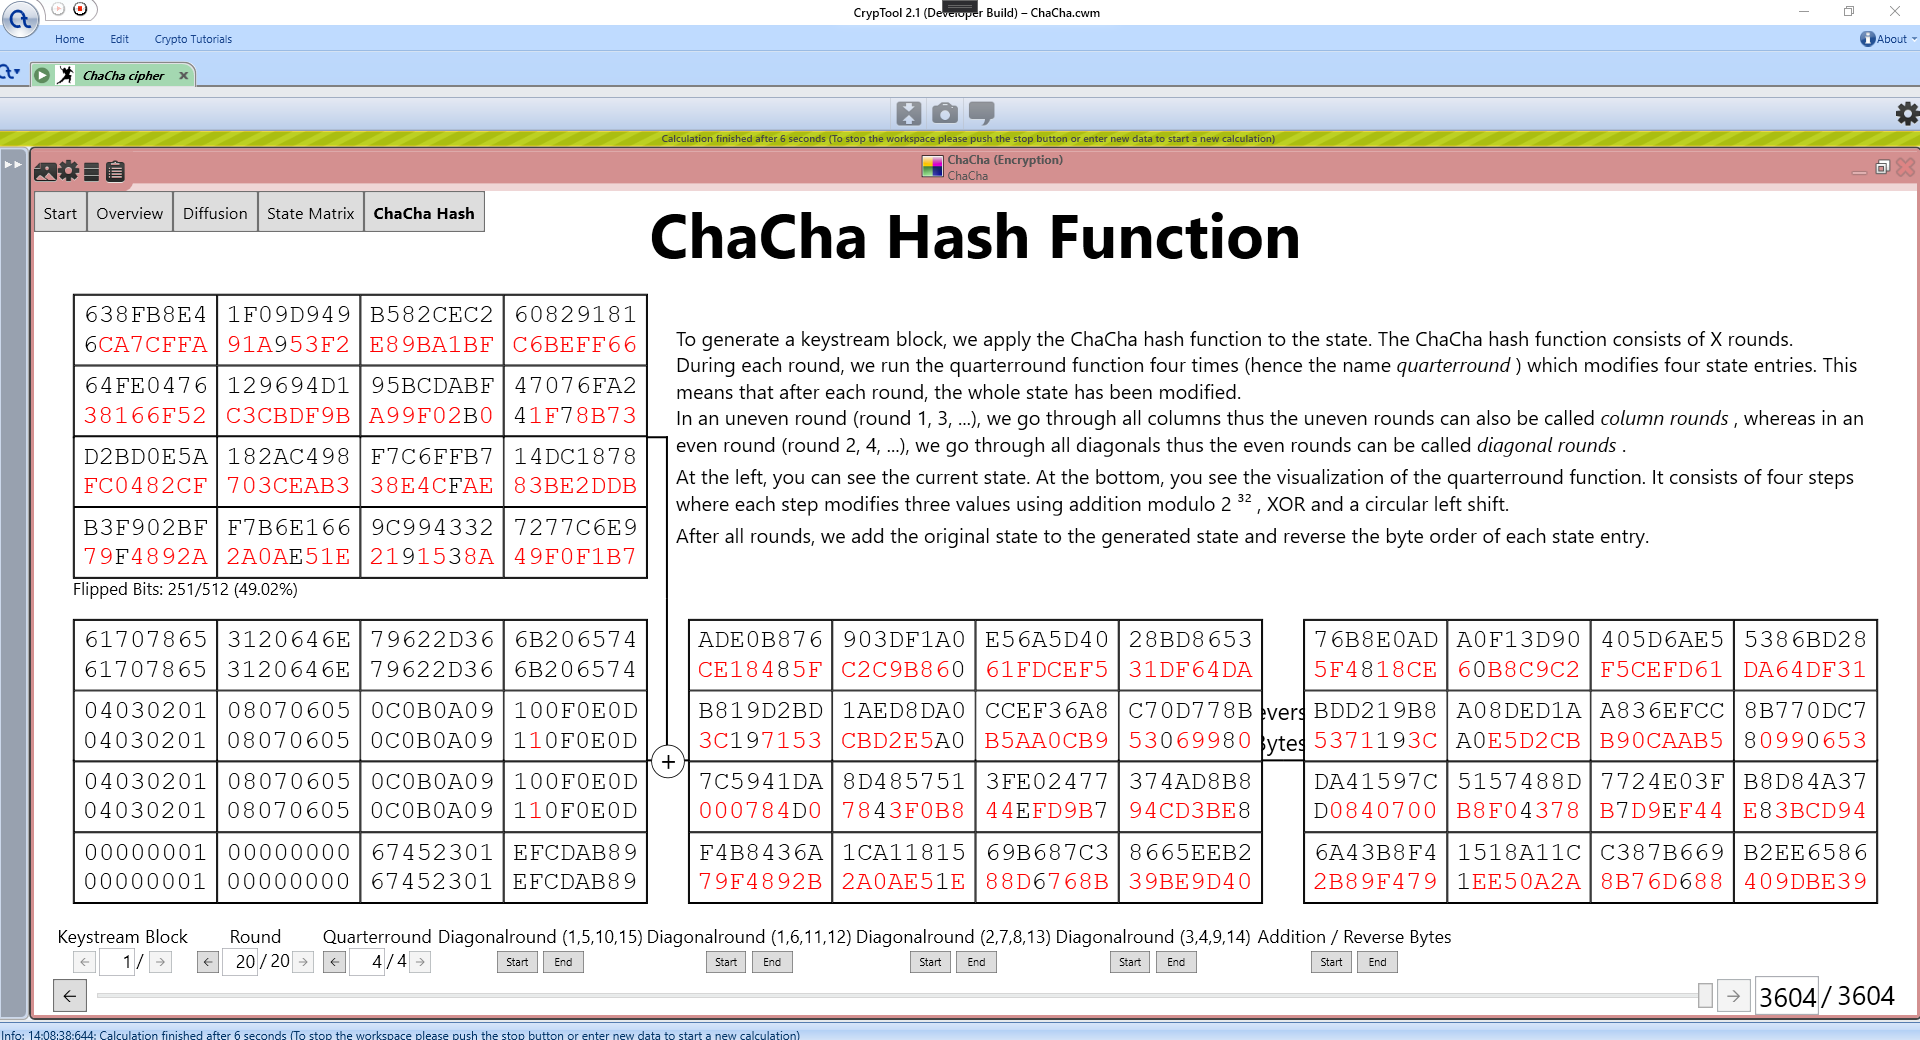 CrypTool 2.1 (Developer Build) – ChaCha.cwm
Home Edit Crypto Tutorials
About
ChaCha cipher
Calculation finished after 6 seconds (To stop the workspace please push the stop button or enter new data to start a new calculation)
ChaCha (Encryption)
ChaCha
Start Overview Diffusion State Matrix ChaCha Hash
ChaCha Hash Function
638FB8E4 1F09D949 B582CEC2 60829181
6CA7CFFA 91A953F2 E89BA1BF C6BEFF66
64FE0476 129694D1 95BCDABF 47076FA2
38166F52 C3CBDF9B A99F02B0 41F78B73
D2BD0E5A 182AC498 F7C6FFB7 14DC1878
FC0482CF 703CEAB3 38E4CFAE 83BE2DDB
B3F902BF F7B6E166 9C994332 7277C6E9
79F4892A 2A0AE51E 2191538A 49F0F1B7
Flipped Bits: 251/512 (49.02%)
To generate a keystream block, we apply the ChaCha hash function to the state. The ChaCha hash function consists of X rounds.
During each round, we run the quarterround function four times (hence the name quarterround ) which modifies four state entries. This
means that after each round, the whole state has been modified.
In an uneven round (round 1, 3, ...), we go through all columns thus the uneven rounds can also be called column rounds , whereas in an
even round (round 2, 4, ...), we go through all diagonals thus the even rounds can be called diagonal rounds .
At the left, you can see the current state. At the bottom, you see the visualization of the quarterround function. It consists of four steps
where each step modifies three values using addition modulo 2 ³² , XOR and a circular left shift.
After all rounds, we add the original state to the generated state and reverse the byte order of each state entry.
61707865 3120646E 79622D36 6B206574
61707865 3120646E 79622D36 6B206574
04030201 08070605 0C0B0A09 100F0E0D
04030201 08070605 0C0B0A09 110F0E0D
04030201 08070605 0C0B0A09 100F0E0D
04030201 08070605 0C0B0A09 110F0E0D
00000001 00000000 67452301 EFCDAB89
00000001 00000000 67452301 EFCDAB89
+
ADE0B876 903DF1A0 E56A5D40 28BD8653
CE18485F C2C9B860 61FDCEF5 31DF64DA
B819D2BD 1AED8DA0 CCEF36A8 C70D778B
3C197153 CBD2E5A0 B5AA0CB9 53069980
7C5941DA 8D485751 3FE02477 374AD8B8
000784D0 7843F0B8 44EFD9B7 94CD3BE8
F4B8436A 1CA11815 69B687C3 8665EEB2
79F4892B 2A0AE51E 88D6768B 39BE9D40
evers
Bytes
76B8E0AD A0F13D90 405D6AE5 5386BD28
5F4818CE 60B8C9C2 F5CEFD61 DA64DF31
BDD219B8 A08DED1A A836EFCC 8B770DC7
5371193C A0E5D2CB B90CAAB5 80990653
DA41597C 5157488D 7724E03F B8D84A37
D0840700 B8F04378 B7D9EF44 E83BCD94
6A43B8F4 1518A11C C387B669 B2EE6586
2B89F479 1EE50A2A 8B76D688 409DBE39
Keystream Block Round Quarterround Diagonalround (1,5,10,15) Diagonalround (1,6,11,12) Diagonalround (2,7,8,13) Diagonalround (3,4,9,14) Addition / Reverse Bytes
1 / 20 / 20 4 / 4 Start End Start End Start End Start End Start End
3604 / 3604
Info: 14:08:38:644: Calculation finished after 6 seconds (To stop the workspace please push the stop button or enter new data to start a new calculation)